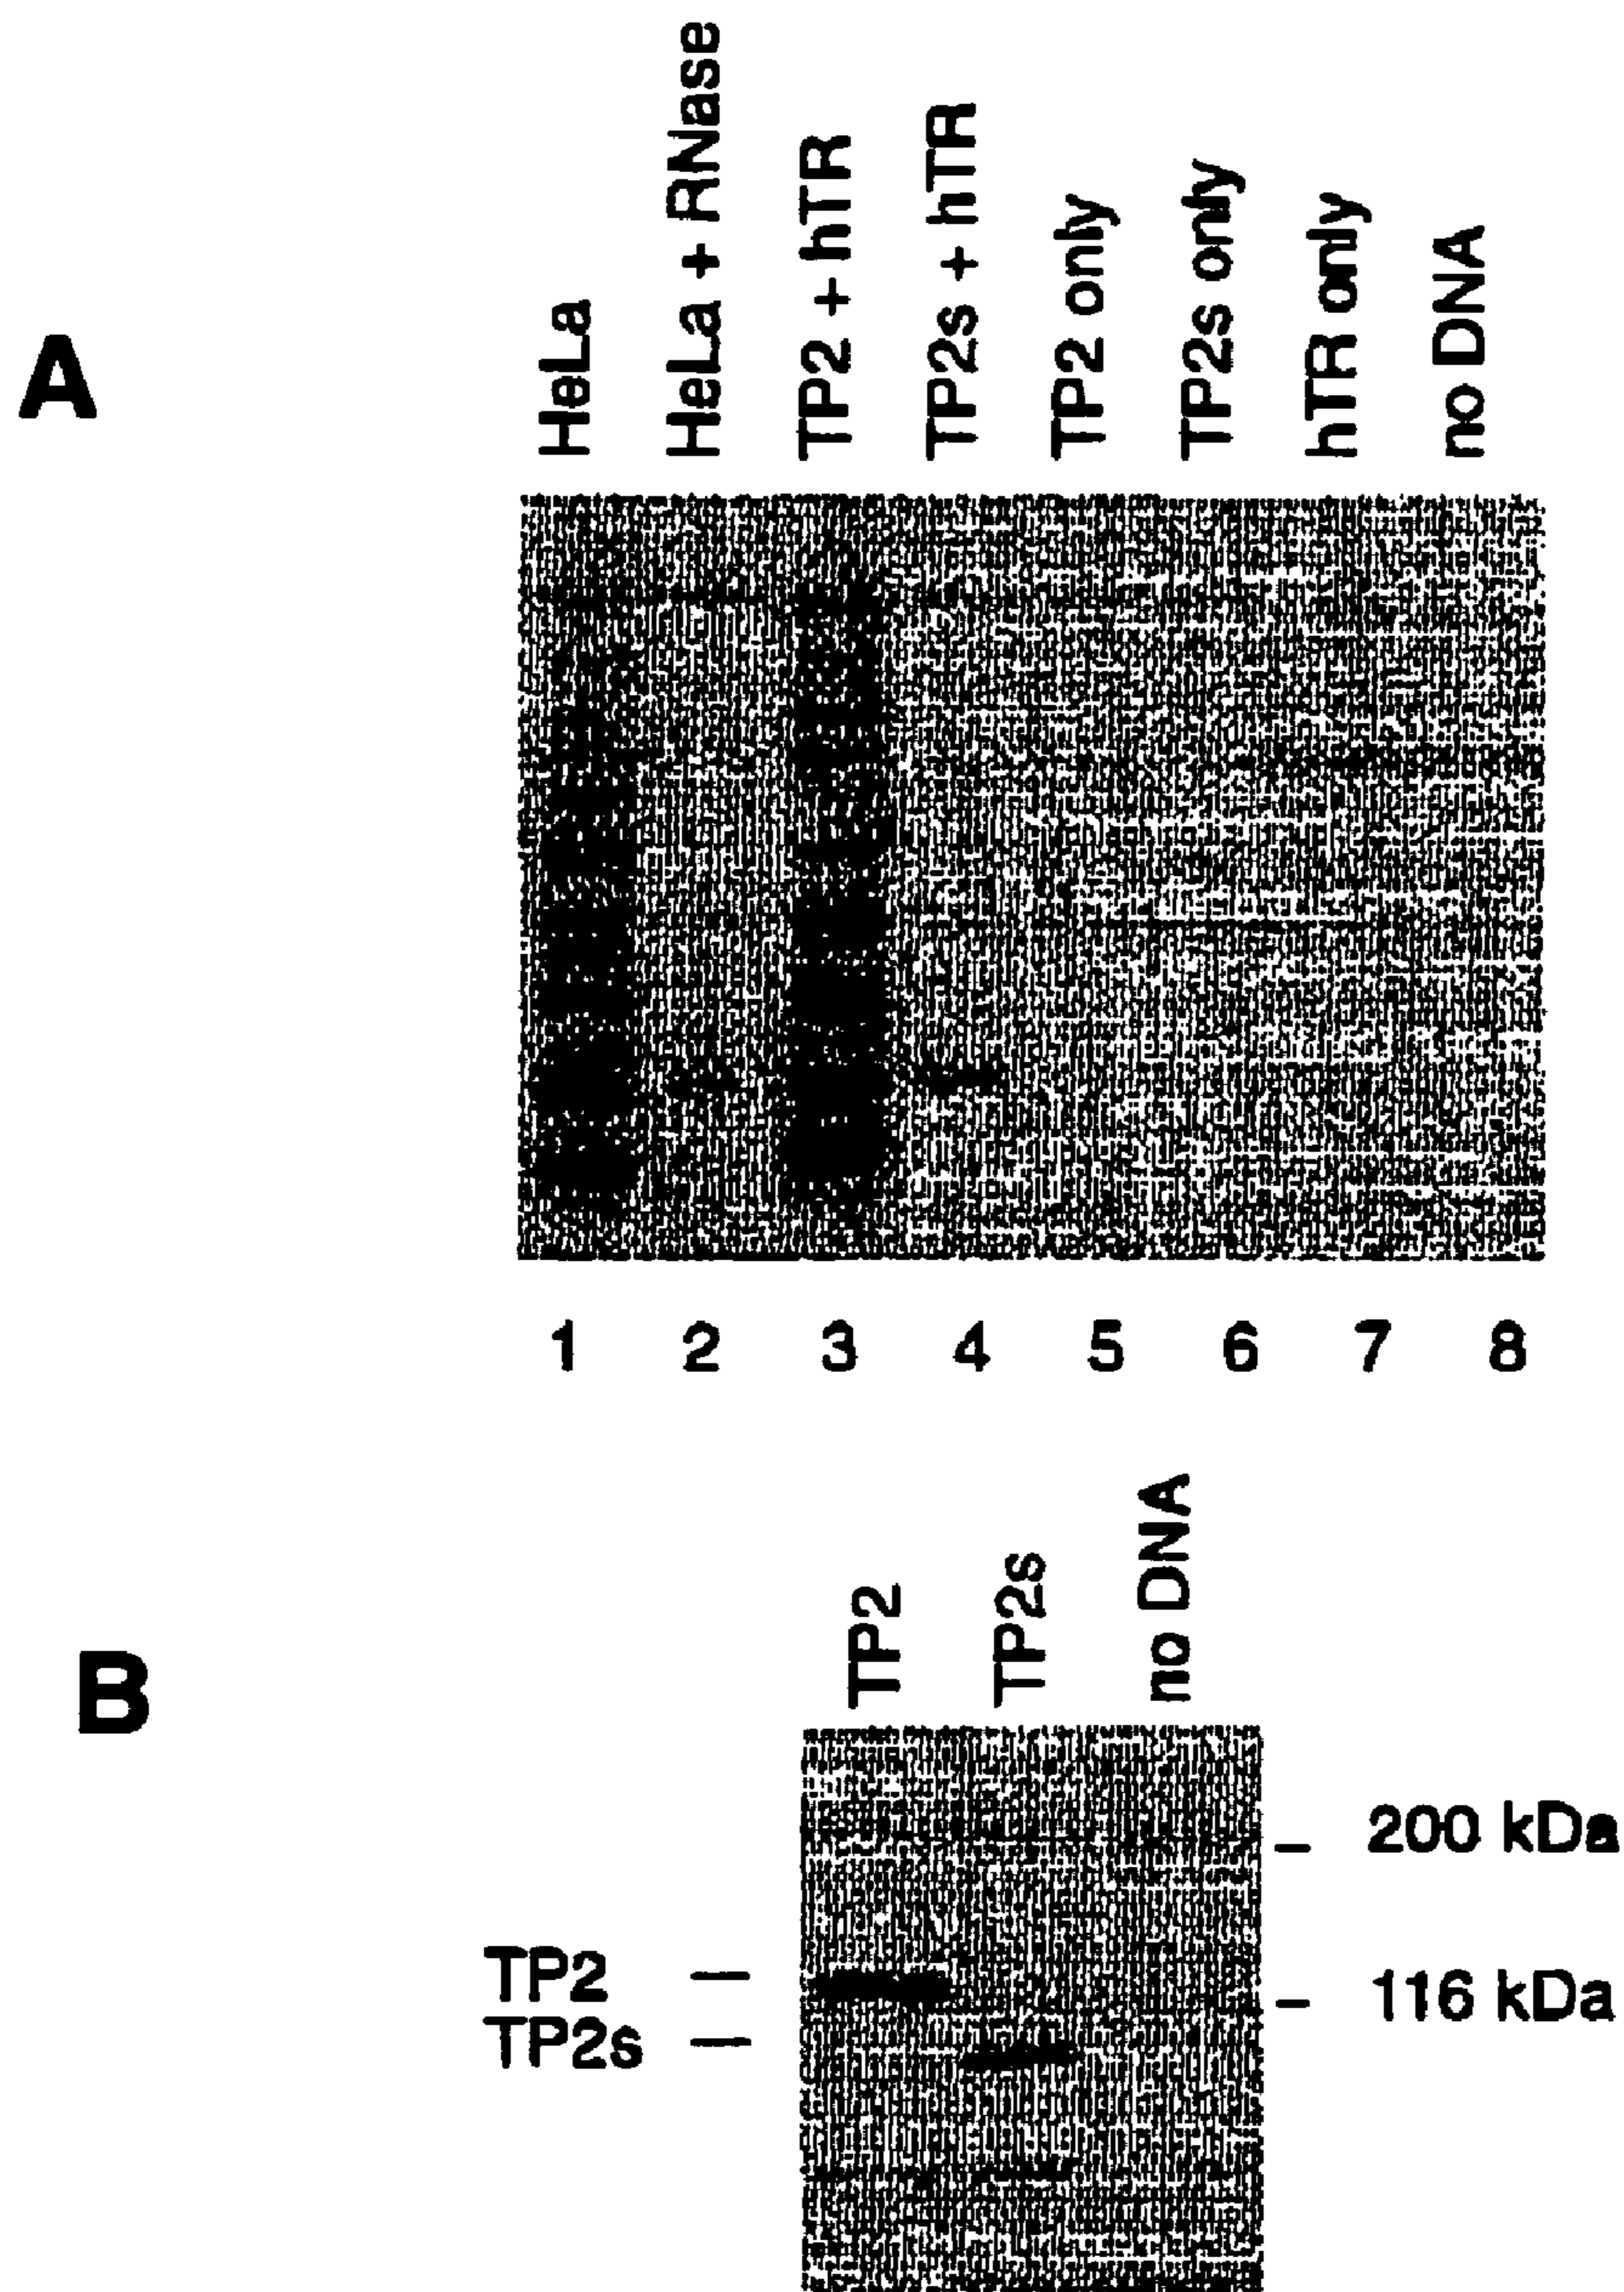 A
HeLa
HeLa + RNase
TP2 + hTR
TP2s + hTR
TP2 only
TP2s only
hTR only
no DNA
1 2 3 4 5 6 7 8
B
TP2
TP2s
no DNA
200 kDa
TP2
116 kDa
TP2s